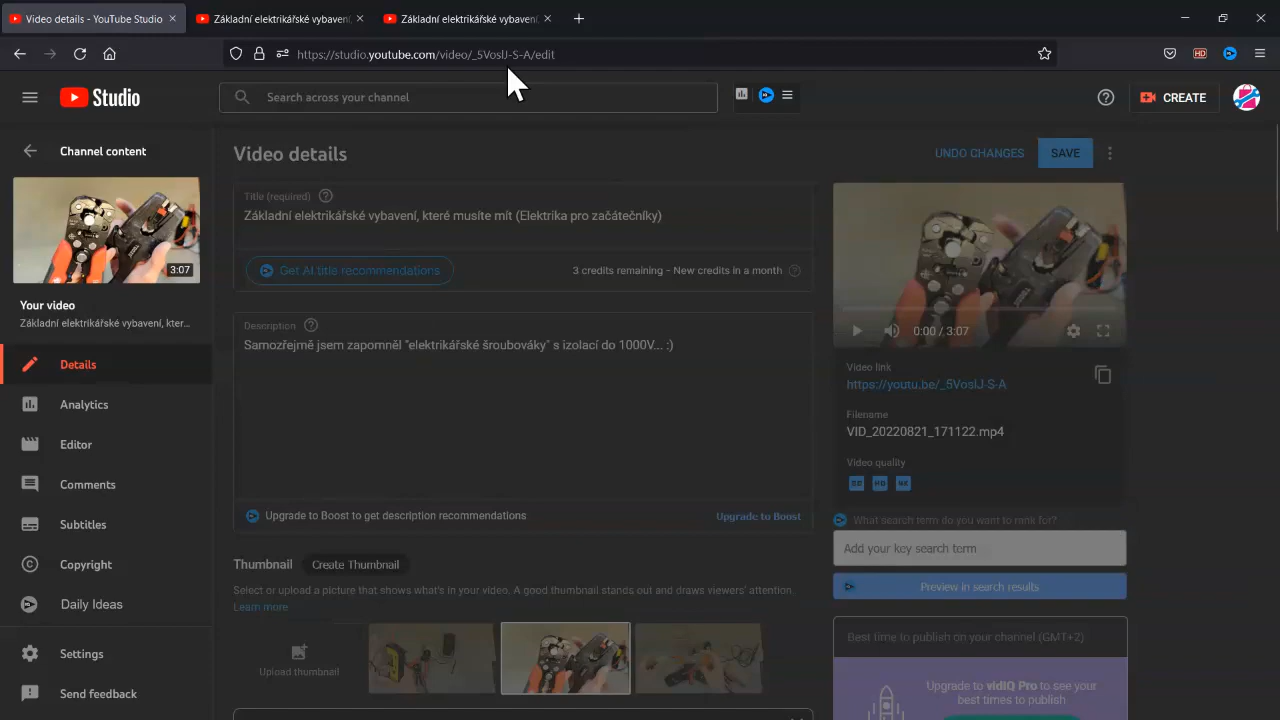 Video details - YouTube Studio
Základní elektrikářské vybavení,
Základní elektrikářské vybavení,
https://studio.youtube.com/video/_5VosIJ-S-A/edit
HD
Studio
Search across your channel
CREATE
Channel content
3:07
Your video
Základní elektrikářské vybavení, kter...
Details
Analytics
Editor
Comments
Subtitles
Copyright
Daily Ideas
Settings
Send feedback
Video details
UNDO CHANGES
SAVE
Title (required)
Základní elektrikářské vybavení, které musíte mít (Elektrika pro začátečníky)
Get AI title recommendations
3 credits remaining - New credits in a month
Description
Samozřejmě jsem zapomněl "elektrikářské šroubováky" s izolací do 1000V... :)
Upgrade to Boost to get description recommendations
Upgrade to Boost
Thumbnail
Create Thumbnail
Select or upload a picture that shows what's in your video. A good thumbnail stands out and draws viewers' attention.
Learn more
Upload thumbnail
0:00 / 3:07
Video link
https://youtu.be/_5VosIJ-S-A
Filename
VID_20220821_171122.mp4
Video quality
SD
HD
4K
What search term do you want to rank for?
Add your key search term
Preview in search results
Best time to publish on your channel (GMT+2)
Upgrade to vidIQ Pro to see your
best times to publish